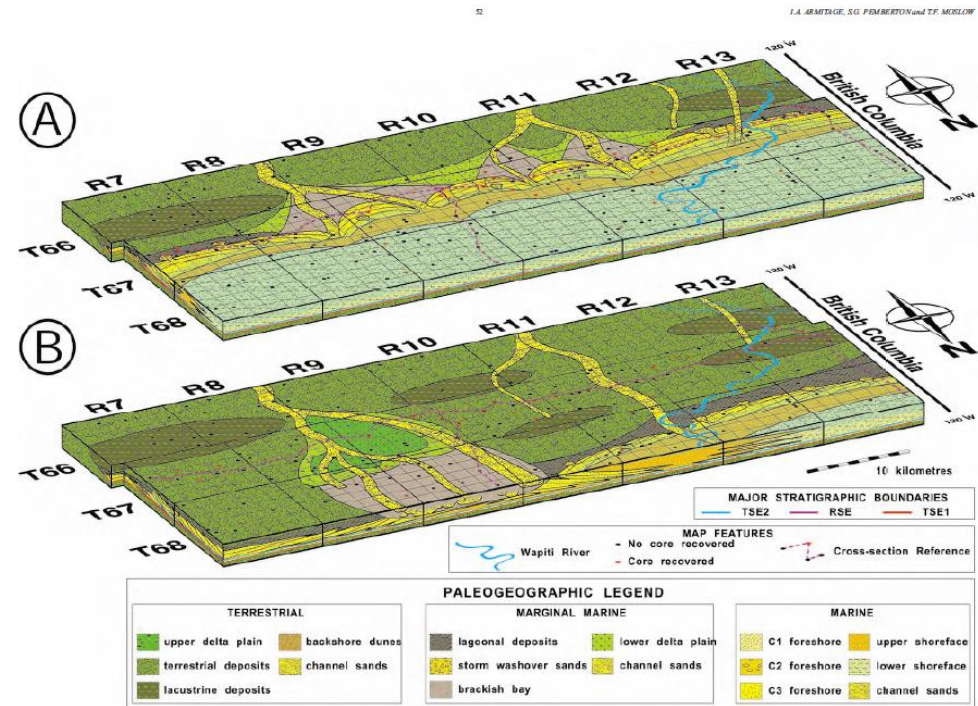 52
I.A. ARMITAGE, S.G. PEMBERTON and T.F. MOSLOW
A
R7
R8
R9
R10
R11
R12
R13
120 W
British Columbia
N
120 W
T66
T67
T68
B
R7
R8
R9
R10
R11
R12
R13
120 W
British Columbia
N
120 W
T66
T67
T68
10 kilometres
MAJOR STRATIGRAPHIC BOUNDARIES
TSE2 RSE TSE1
MAP FEATURES
Wapiti River
No core recovered
Core recovered
Cross-section Reference
PALEOGEOGRAPHIC LEGEND
TERRESTRIAL
upper delta plain backshore dunes
terrestrial deposits channel sands
lacustrine deposits
MARGINAL MARINE
lagoonal deposits lower delta plain
storm washover sands channel sands
brackish bay
MARINE
C1 foreshore upper shoreface
C2 foreshore lower shoreface
C3 foreshore channel sands